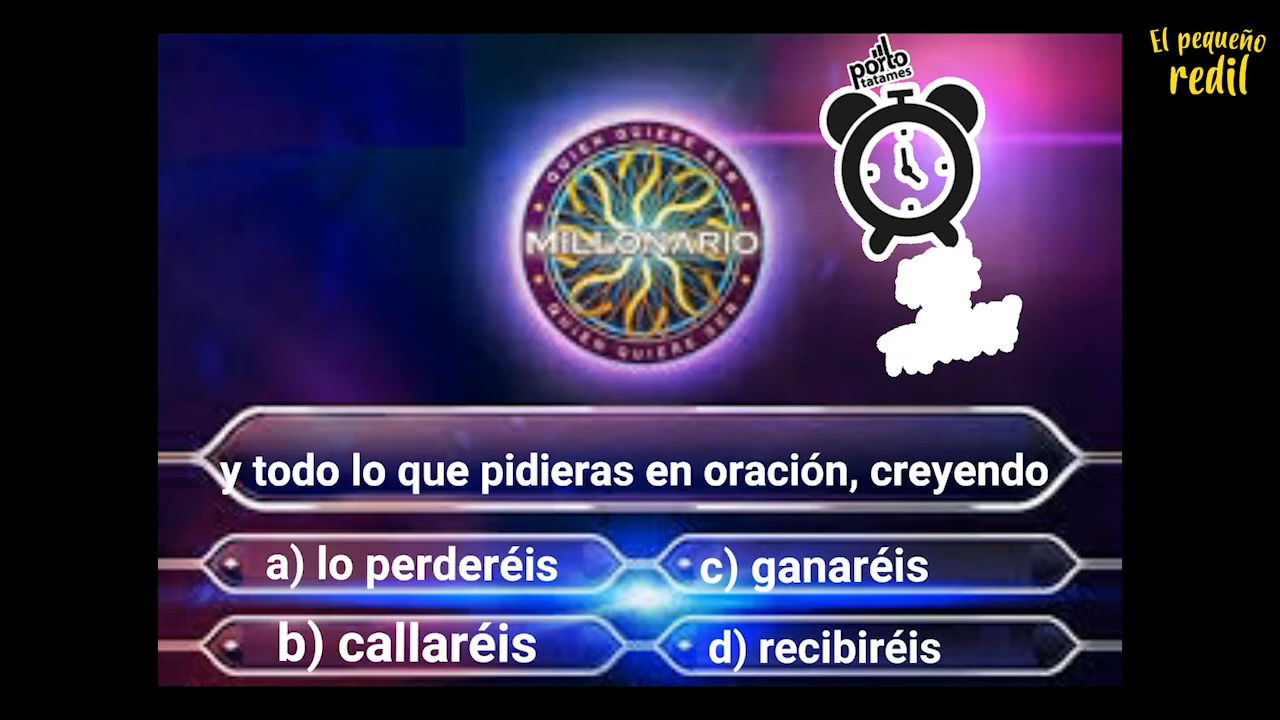 El pequeño
redil
porto
tatames
QUIEN QUIERE SER
MILLONARIO
QUIEN QUIERE SER
y todo lo que pidieras en oración, creyendo
a) lo perderéis
c) ganaréis
b) callaréis
d) recibiréis